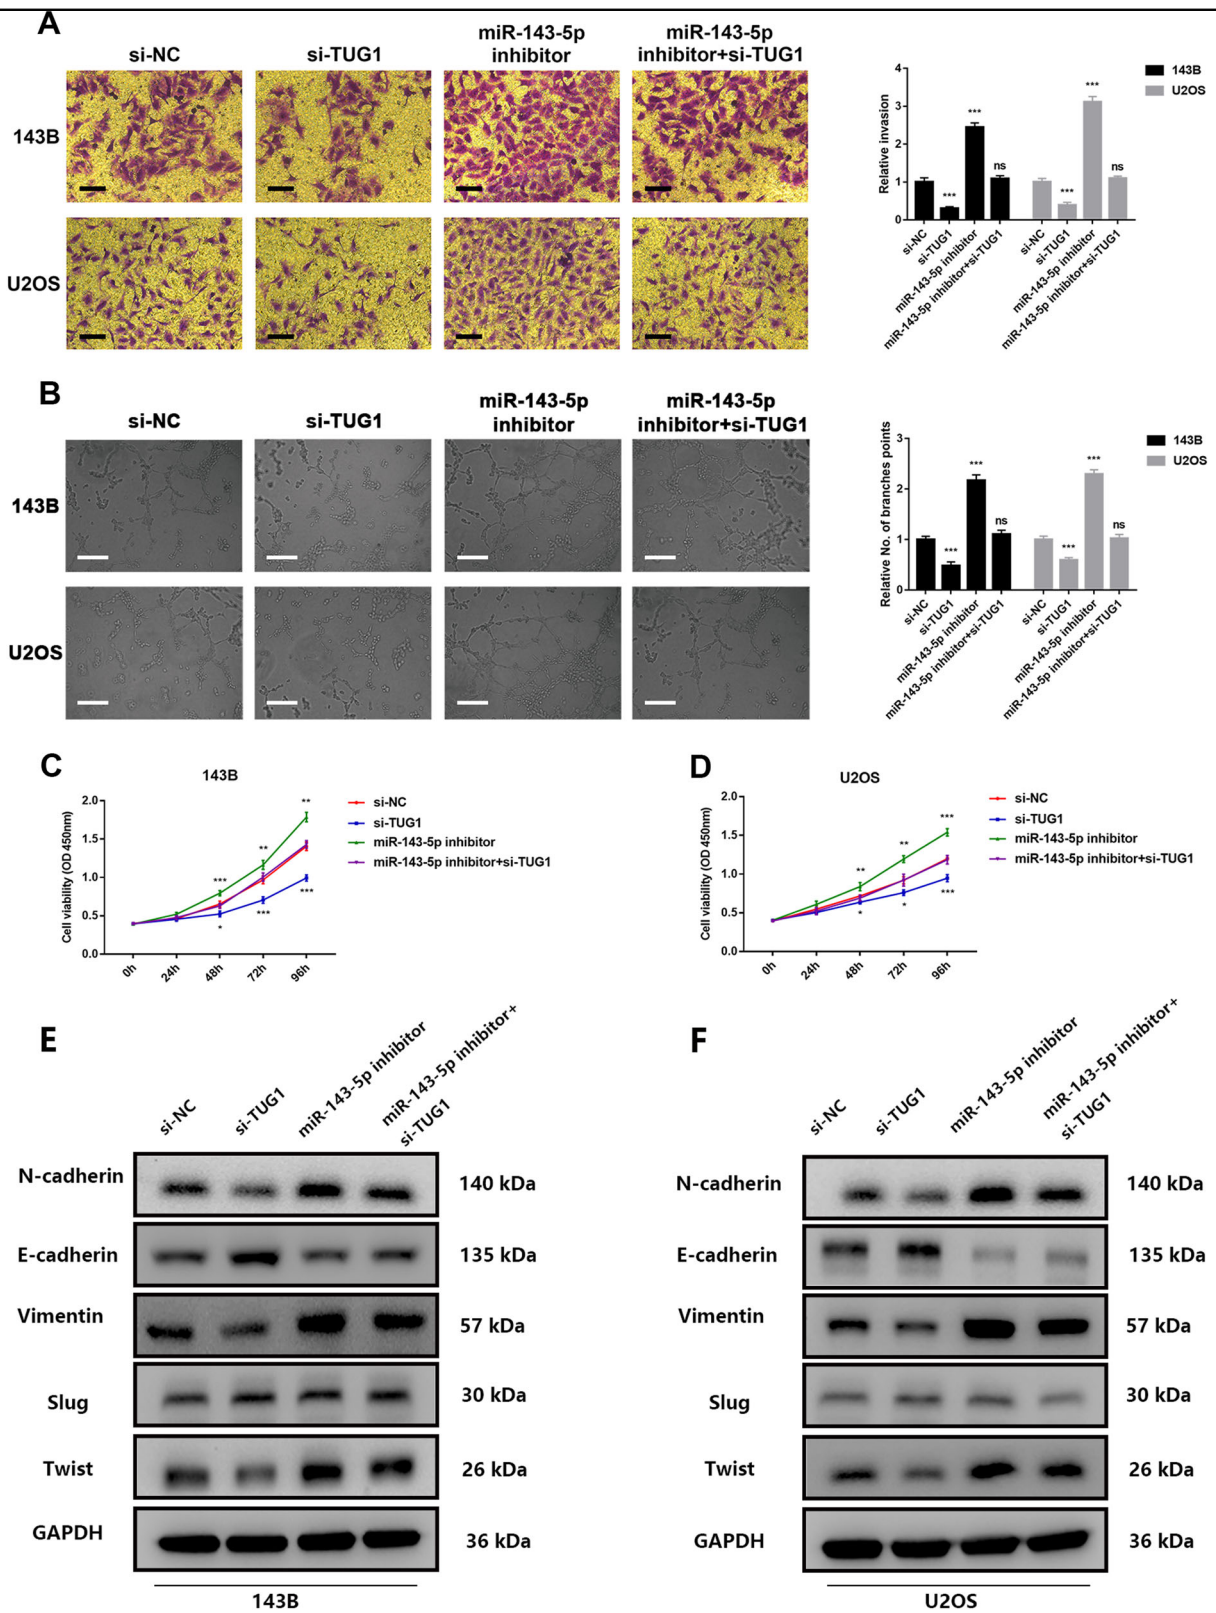 A
si-NC
si-TUG1
miR-143-5p
inhibitor
miR-143-5p
inhibitor+si-TUG1
143B
U2OS
Relative invasion
4
3
2
1
0
***
***
ns
***
***
ns
143B
U2OS
si-NC
si-TUG1
miR-143-5p inhibitor
miR-143-5p inhibitor+si-TUG1
si-NC
si-TUG1
miR-143-5p inhibitor
miR-143-5p inhibitor+si-TUG1
B
si-NC
si-TUG1
miR-143-5p
inhibitor
miR-143-5p
inhibitor+si-TUG1
143B
U2OS
Relative No. of branches points
3
2
1
0
***
***
ns
***
***
ns
143B
U2OS
si-NC
si-TUG1
miR-143-5p inhibitor
miR-143-5p inhibitor+si-TUG1
si-NC
si-TUG1
miR-143-5p inhibitor
miR-143-5p inhibitor+si-TUG1
C
143B
Cell viability (OD 450nm)
2.0
1.5
1.0
0.5
0.0
***
*
**
***
**
***
0h
24h
48h
72h
96h
si-NC
si-TUG1
miR-143-5p inhibitor
miR-143-5p inhibitor+si-TUG1
D
U2OS
Cell viability (OD 450nm)
2.0
1.5
1.0
0.5
0.0
**
*
**
*
***
***
0h
24h
48h
72h
96h
si-NC
si-TUG1
miR-143-5p inhibitor
miR-143-5p inhibitor+si-TUG1
E
si-NC
si-TUG1
miR-143-5p inhibitor
miR-143-5p inhibitor+
si-TUG1
N-cadherin
140 kDa
E-cadherin
135 kDa
Vimentin
57 kDa
Slug
30 kDa
Twist
26 kDa
GAPDH
36 kDa
143B
F
si-NC
si-TUG1
miR-143-5p inhibitor
miR-143-5p inhibitor+
si-TUG1
N-cadherin
140 kDa
E-cadherin
135 kDa
Vimentin
57 kDa
Slug
30 kDa
Twist
26 kDa
GAPDH
36 kDa
U2OS